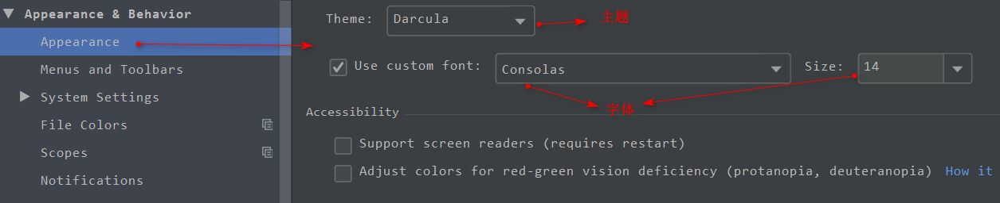 Appearance & Behavior
Appearance
Menus and Toolbars
System Settings
File Colors
Scopes
Notifications
Theme: Darcula 主题
Use custom font: Consolas Size: 14
字体
Accessibility
Support screen readers (requires restart)
Adjust colors for red-green vision deficiency (protanopia, deuteranopia) How it